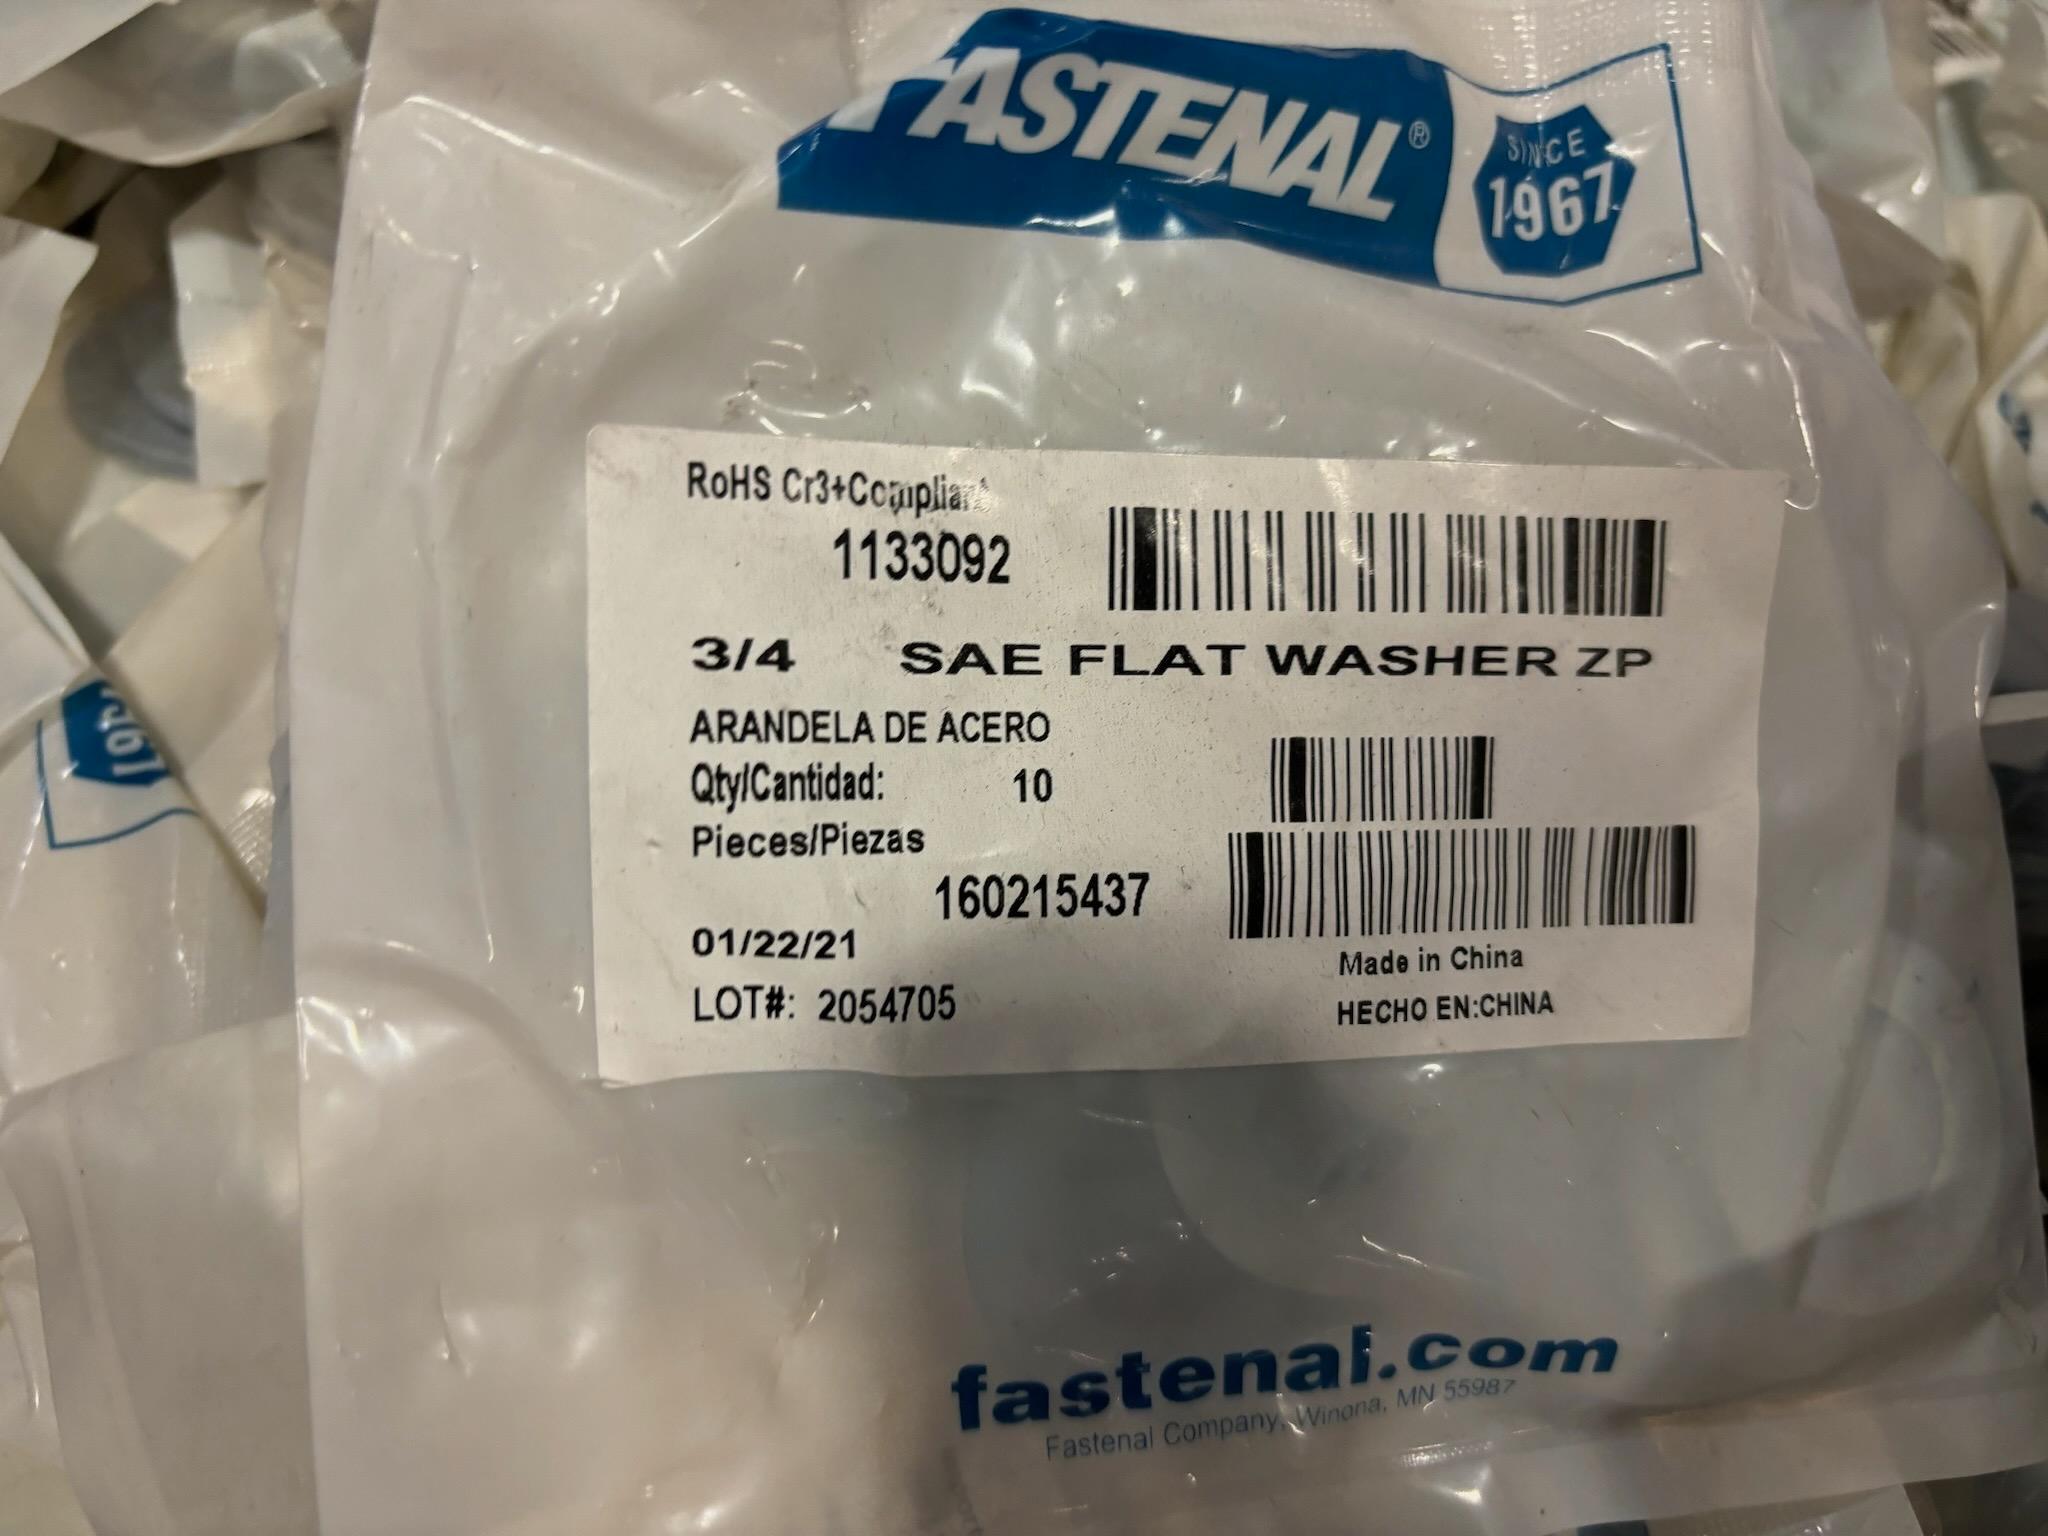 FASTENAL®
SINCE
1967
RoHS Cr3+Compliant
1133092
3/4 SAE FLAT WASHER ZP
ARANDELA DE ACERO
Qty/Cantidad: 10
Pieces/Piezas
160215437
01/22/21
LOT#: 2054705
Made in China
HECHO EN:CHINA
fastenal.com
Fastenal Company, Winona, MN 55987